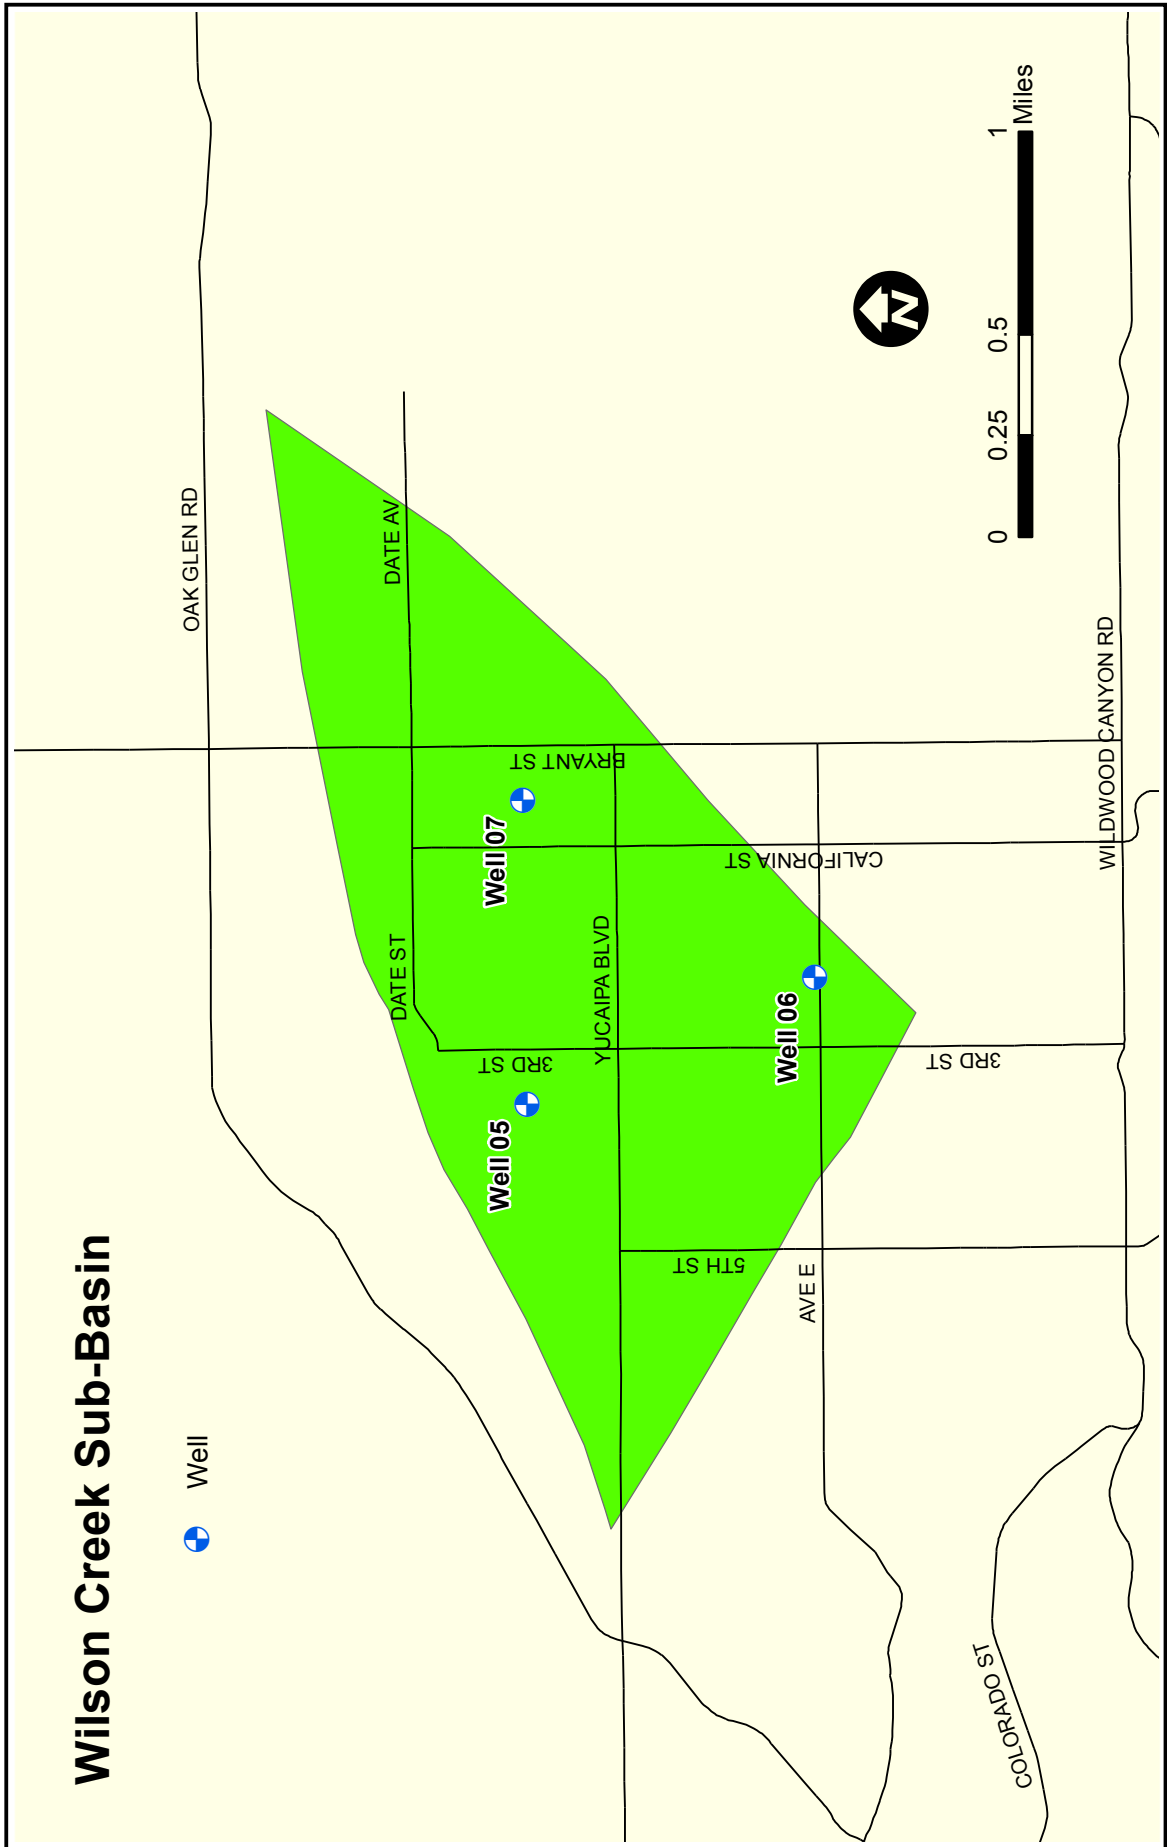 Wilson Creek Sub-Basin
Well
OAK GLEN RD
DATE AV
DATE ST
BRYANT ST
Well 07
3RD ST
Well 05
YUCAIPA BLVD
CALIFORNIA ST
5TH ST
Well 06
AVE E
3RD ST
N
COLORADO ST
0 0.25 0.5 1
Miles
WILDWOOD CANYON RD